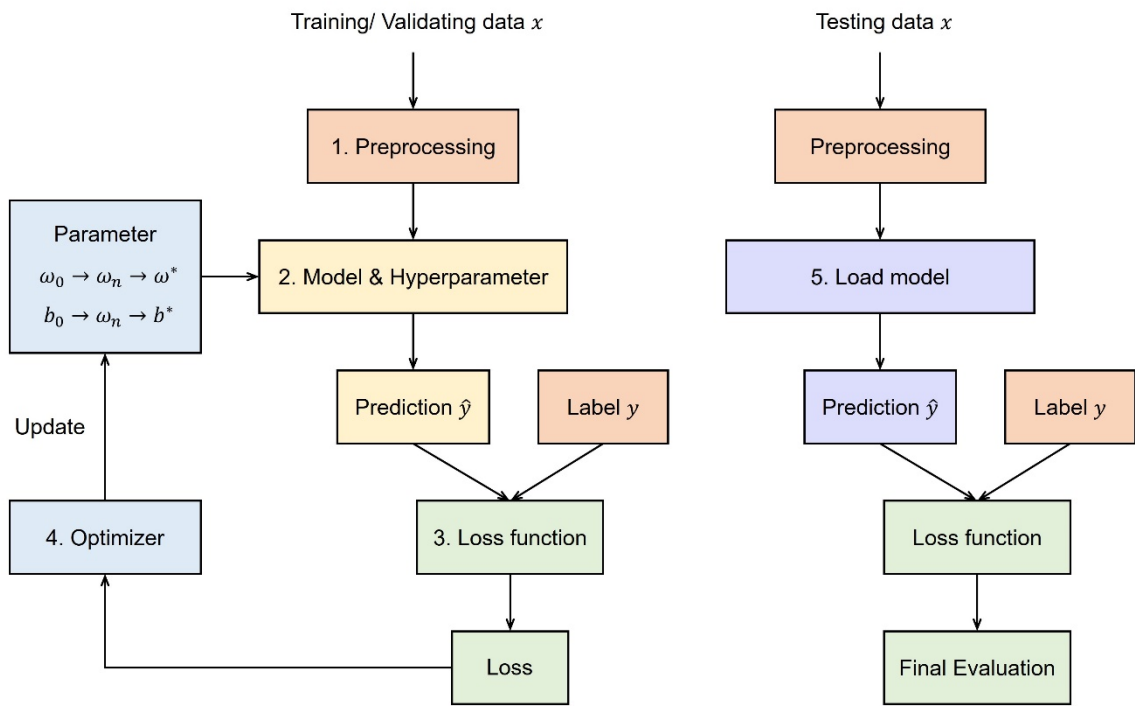 Training/ Validating data x
Testing data x
1. Preprocessing
Preprocessing
Parameter
ω₀ → ωₙ → ω*
b₀ → ωₙ → b*
2. Model & Hyperparameter
5. Load model
Prediction ŷ
Label y
Prediction ŷ
Label y
Update
4. Optimizer
3. Loss function
Loss function
Loss
Final Evaluation